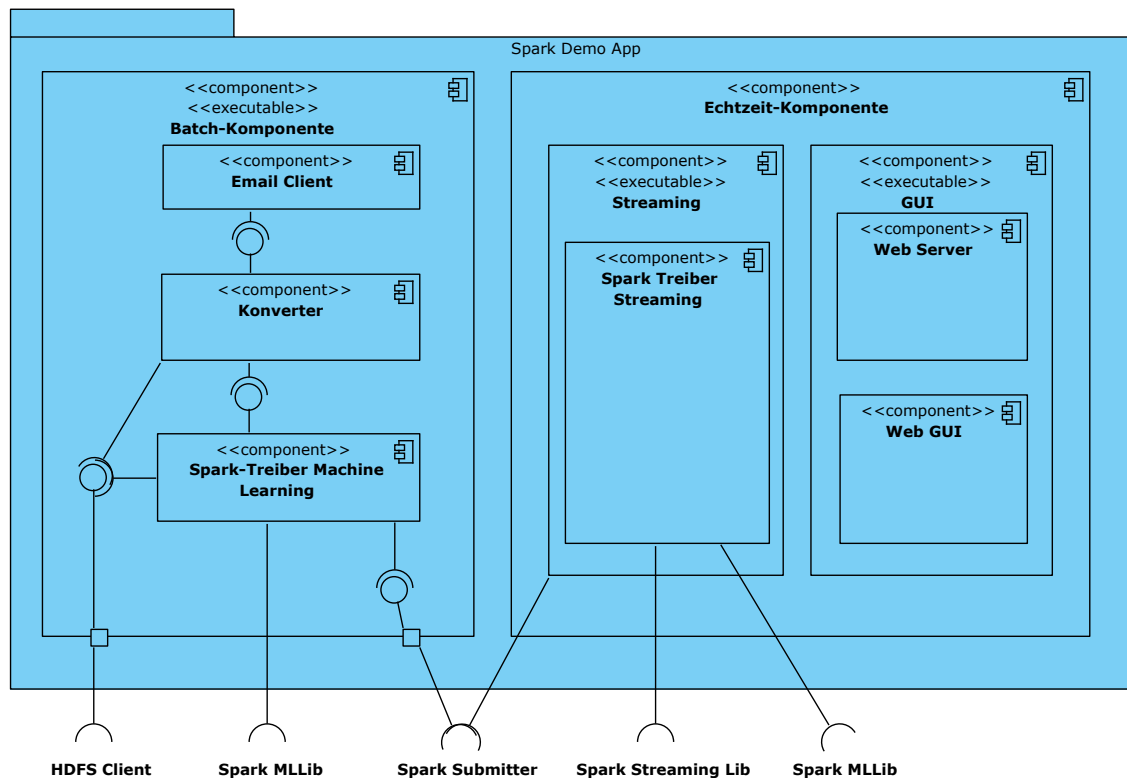 Spark Demo App
<<component>>
<<executable>>
Batch-Komponente
<<component>>
Email Client
<<component>>
Konverter
<<component>>
Spark-Treiber Machine
Learning
<<component>>
Echtzeit-Komponente
<<component>>
<<executable>>
Streaming
<<component>>
Spark Treiber
Streaming
<<component>>
<<executable>>
GUI
<<component>>
Web Server
<<component>>
Web GUI
HDFS Client
Spark MLLib
Spark Submitter
Spark Streaming Lib
Spark MLLib